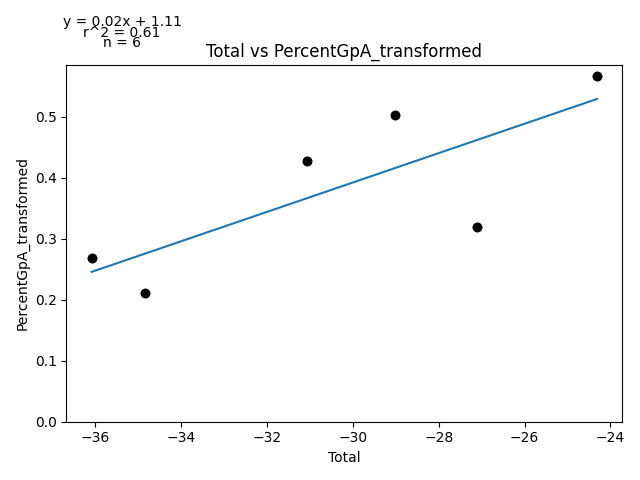 y = 0.02x + 1.11
r^2 = 0.61
n = 6
Total vs PercentGpA_transformed
PercentGpA_transformed
0.5
0.4
0.3
0.2
0.1
0.0
−36 −34 −32 −30 −28 −26 −24
Total